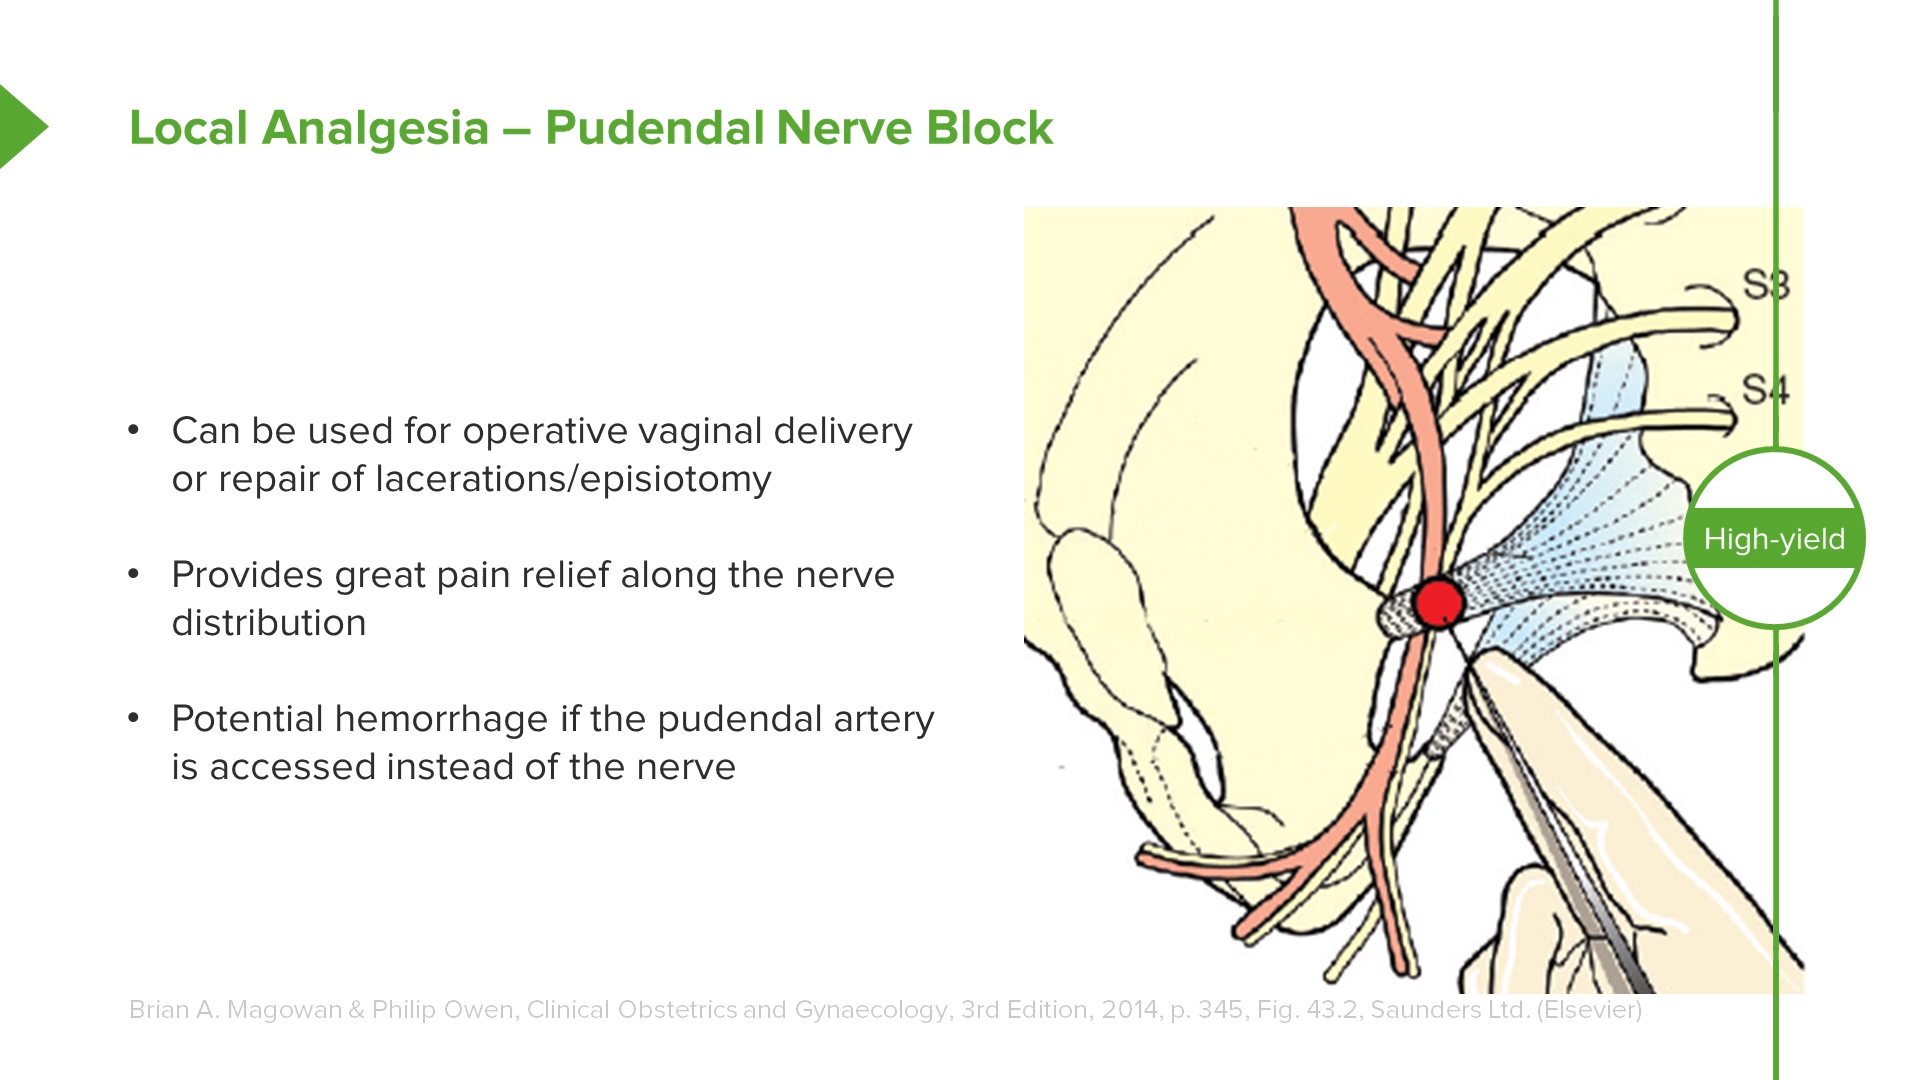 Local Analgesia – Pudendal Nerve Block
• Can be used for operative vaginal delivery
or repair of lacerations/episiotomy
• Provides great pain relief along the nerve
distribution
• Potential hemorrhage if the pudendal artery
is accessed instead of the nerve
S3
S4
High-yield
Brian A. Magowan & Philip Owen, Clinical Obstetrics and Gynaecology, 3rd Edition, 2014, p. 345, Fig. 43.2, Saunders Ltd. (Elsevier)